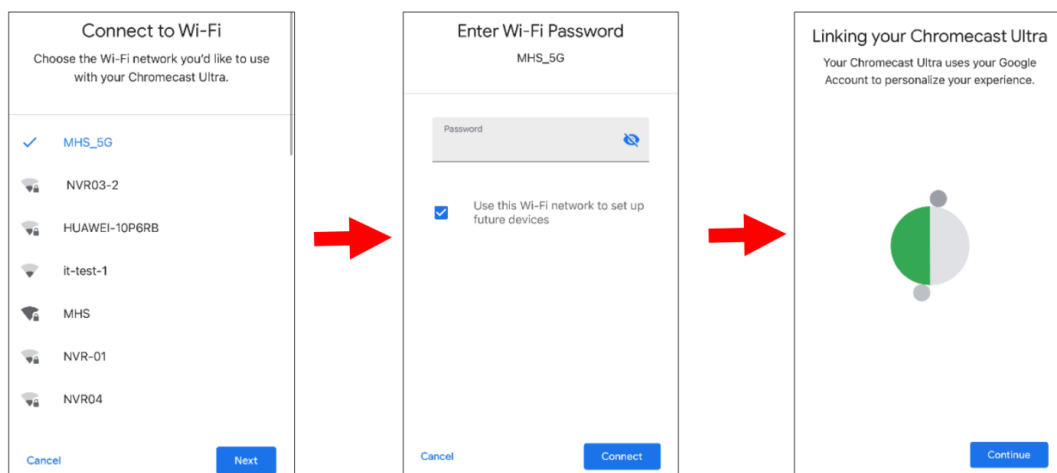 Connect to Wi-Fi
Choose the Wi-Fi network you'd like to use
with your Chromecast Ultra.
MHS_5G
NVR03-2
HUAWEI-10P6RB
it-test-1
MHS
NVR-01
NVR04
Cancel
Next
Enter Wi-Fi Password
MHS_5G
Password
Use this Wi-Fi network to set up
future devices
Cancel
Connect
Linking your Chromecast Ultra
Your Chromecast Ultra uses your Google
Account to personalize your experience.
Continue